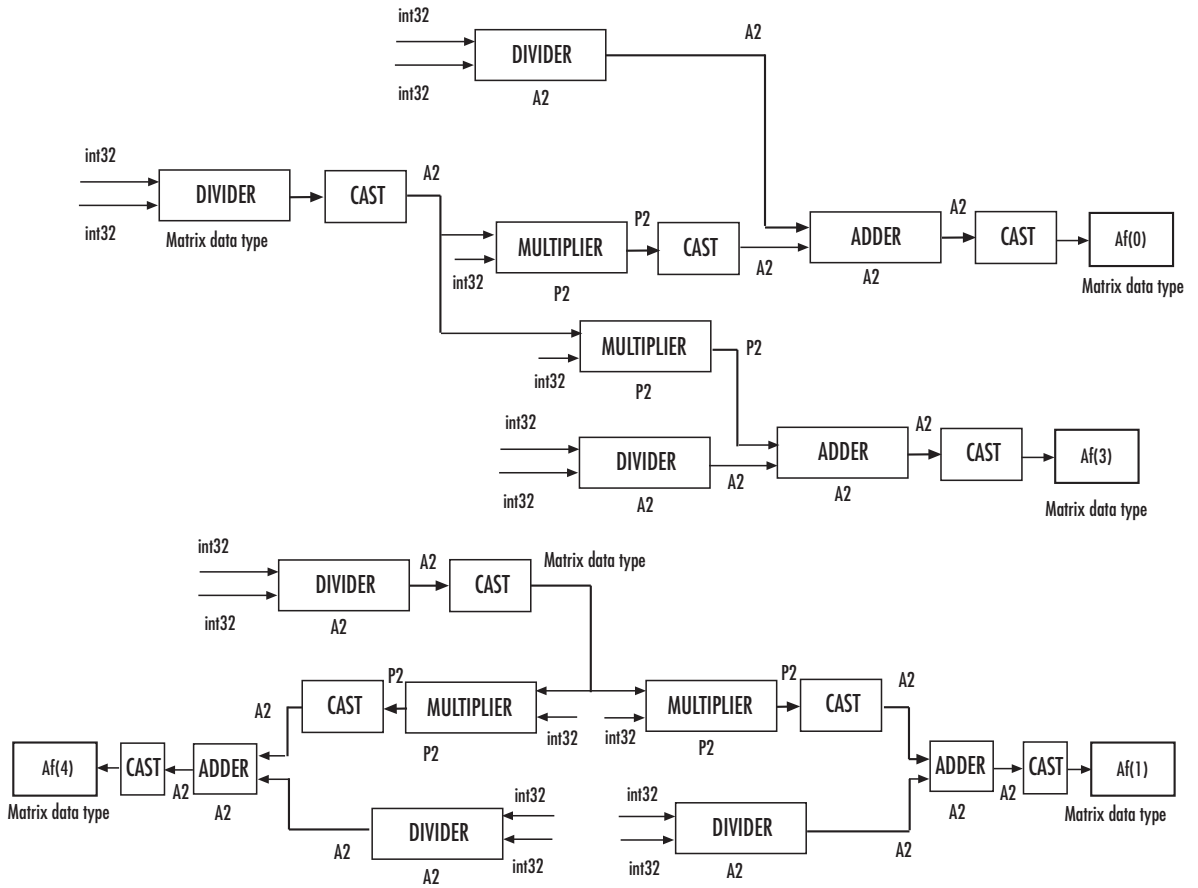 int32
A2
DIVIDER
int32
A2
int32
A2
DIVIDER
CAST
int32
Matrix data type
P2
A2
MULTIPLIER
CAST
ADDER
CAST
Af(0)
int32
A2
A2
P2
Matrix data type
MULTIPLIER
P2
int32
P2
int32
A2
DIVIDER
ADDER
CAST
Af(3)
int32
A2
A2
A2
Matrix data type
int32
A2
Matrix data type
DIVIDER
CAST
int32
A2
P2
P2
A2
A2
CAST
MULTIPLIER
MULTIPLIER
CAST
int32
int32
P2
P2
Af(4)
CAST
ADDER
ADDER
CAST
Af(1)
A2
A2
Matrix data type
A2
A2
Matrix data type
int32
int32
DIVIDER
DIVIDER
A2
int32
int32
A2
A2
A2